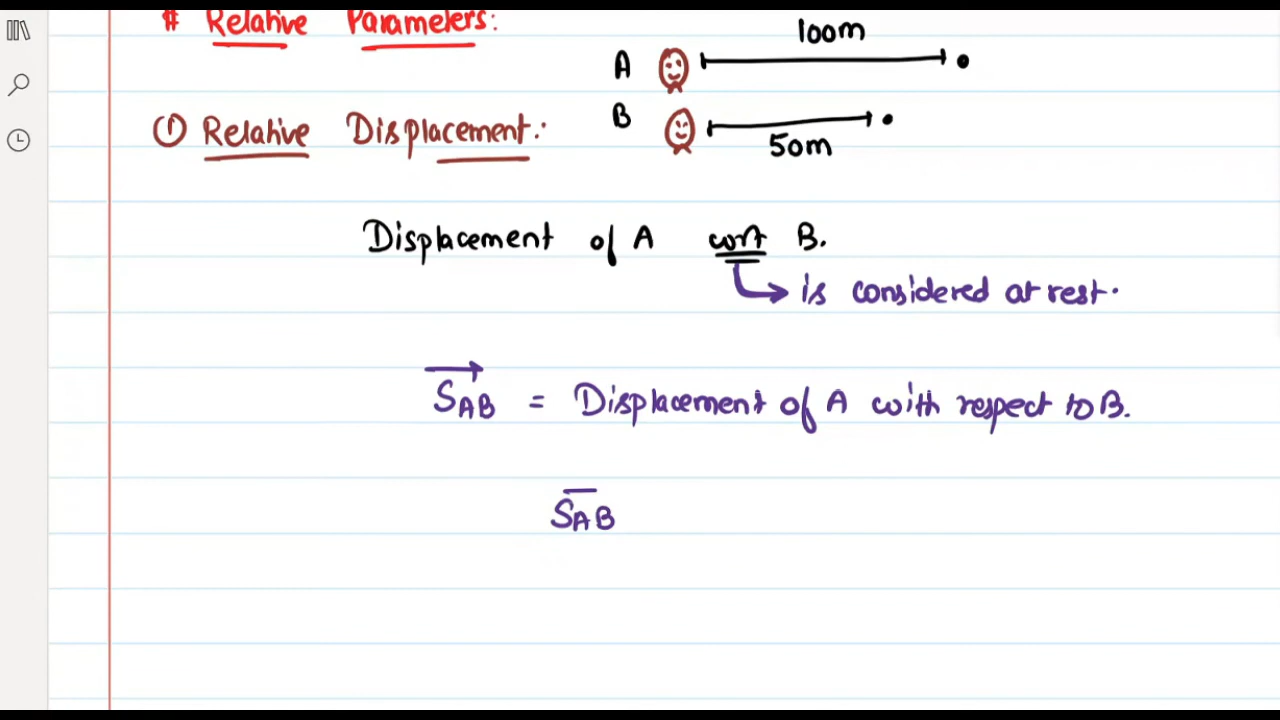 # Relative Parameters:
100m
A
B
50m
① Relative Displacement:
Displacement of A wrt B.
is considered at rest.
SAB = Displacement of A with respect to B.
SAB